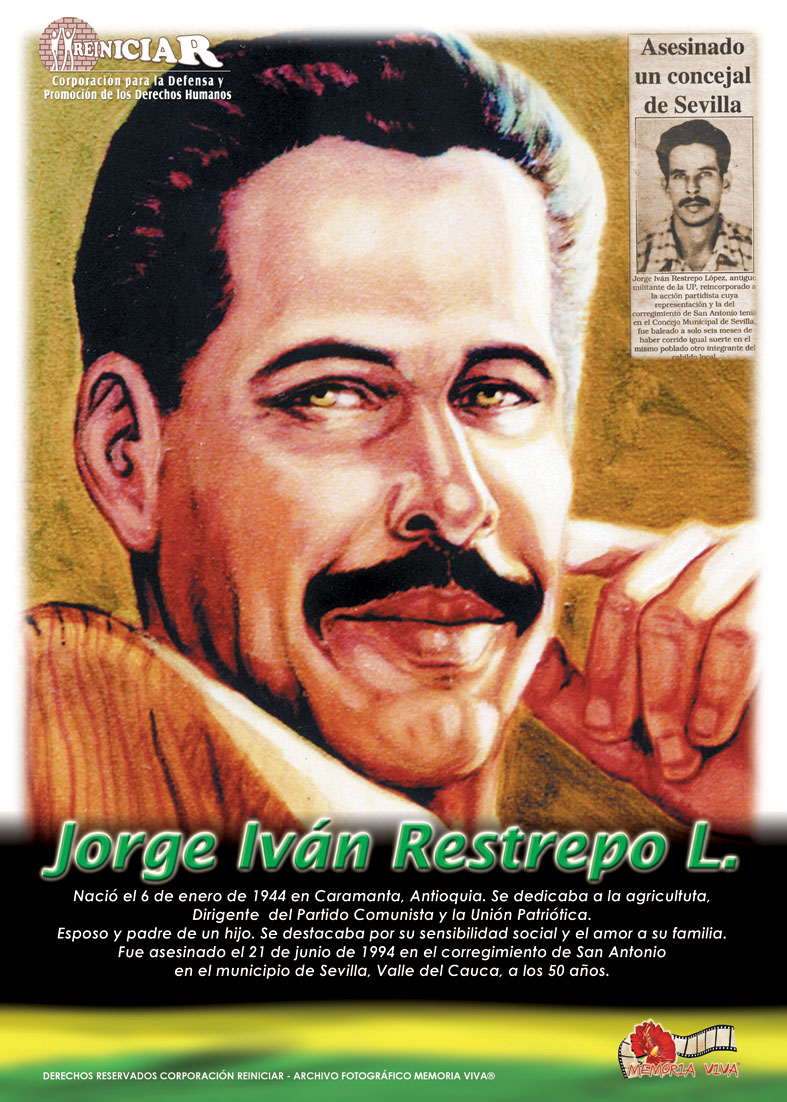 REINICIAR
Corporación para la Defensa y
Promoción de los Derechos Humanos
Asesinado
un concejal
de Sevilla
Jorge Iván Restrepo López, antiguo
militante de la UP, reincorporado a
la acción partidista cuya
representación y la del
corregimiento de San Antonio tenía
en el Concejo Municipal de Sevilla,
fue baleado a solo seis meses de
haber corrido igual suerte en el
mismo poblado otro integrante del
cabildo local.
Jorge Iván Restrepo L.
Nació el 6 de enero de 1944 en Caramanta, Antioquia. Se dedicaba a la agricultuta,
Dirigente del Partido Comunista y la Unión Patriótica.
Esposo y padre de un hijo. Se destacaba por su sensibilidad social y el amor a su familia.
Fue asesinado el 21 de junio de 1994 en el corregimiento de San Antonio
en el municipio de Sevilla, Valle del Cauca, a los 50 años.
MEMORIA VIVA
DERECHOS RESERVADOS CORPORACIÓN REINICIAR - ARCHIVO FOTOGRÁFICO MEMORIA VIVA®